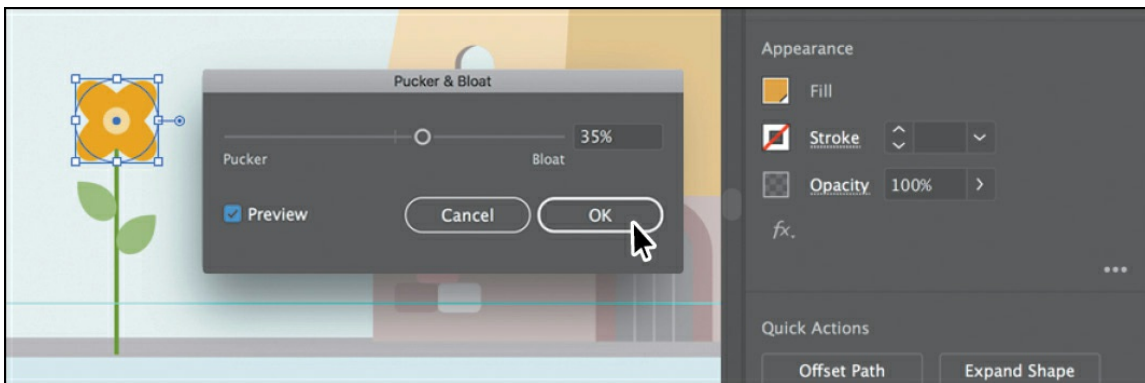 Pucker & Bloat
35%
Pucker
Bloat
Preview
Cancel
OK
Appearance
Fill
Stroke
Opacity
100%
fx.
Quick Actions
Offset Path
Expand Shape